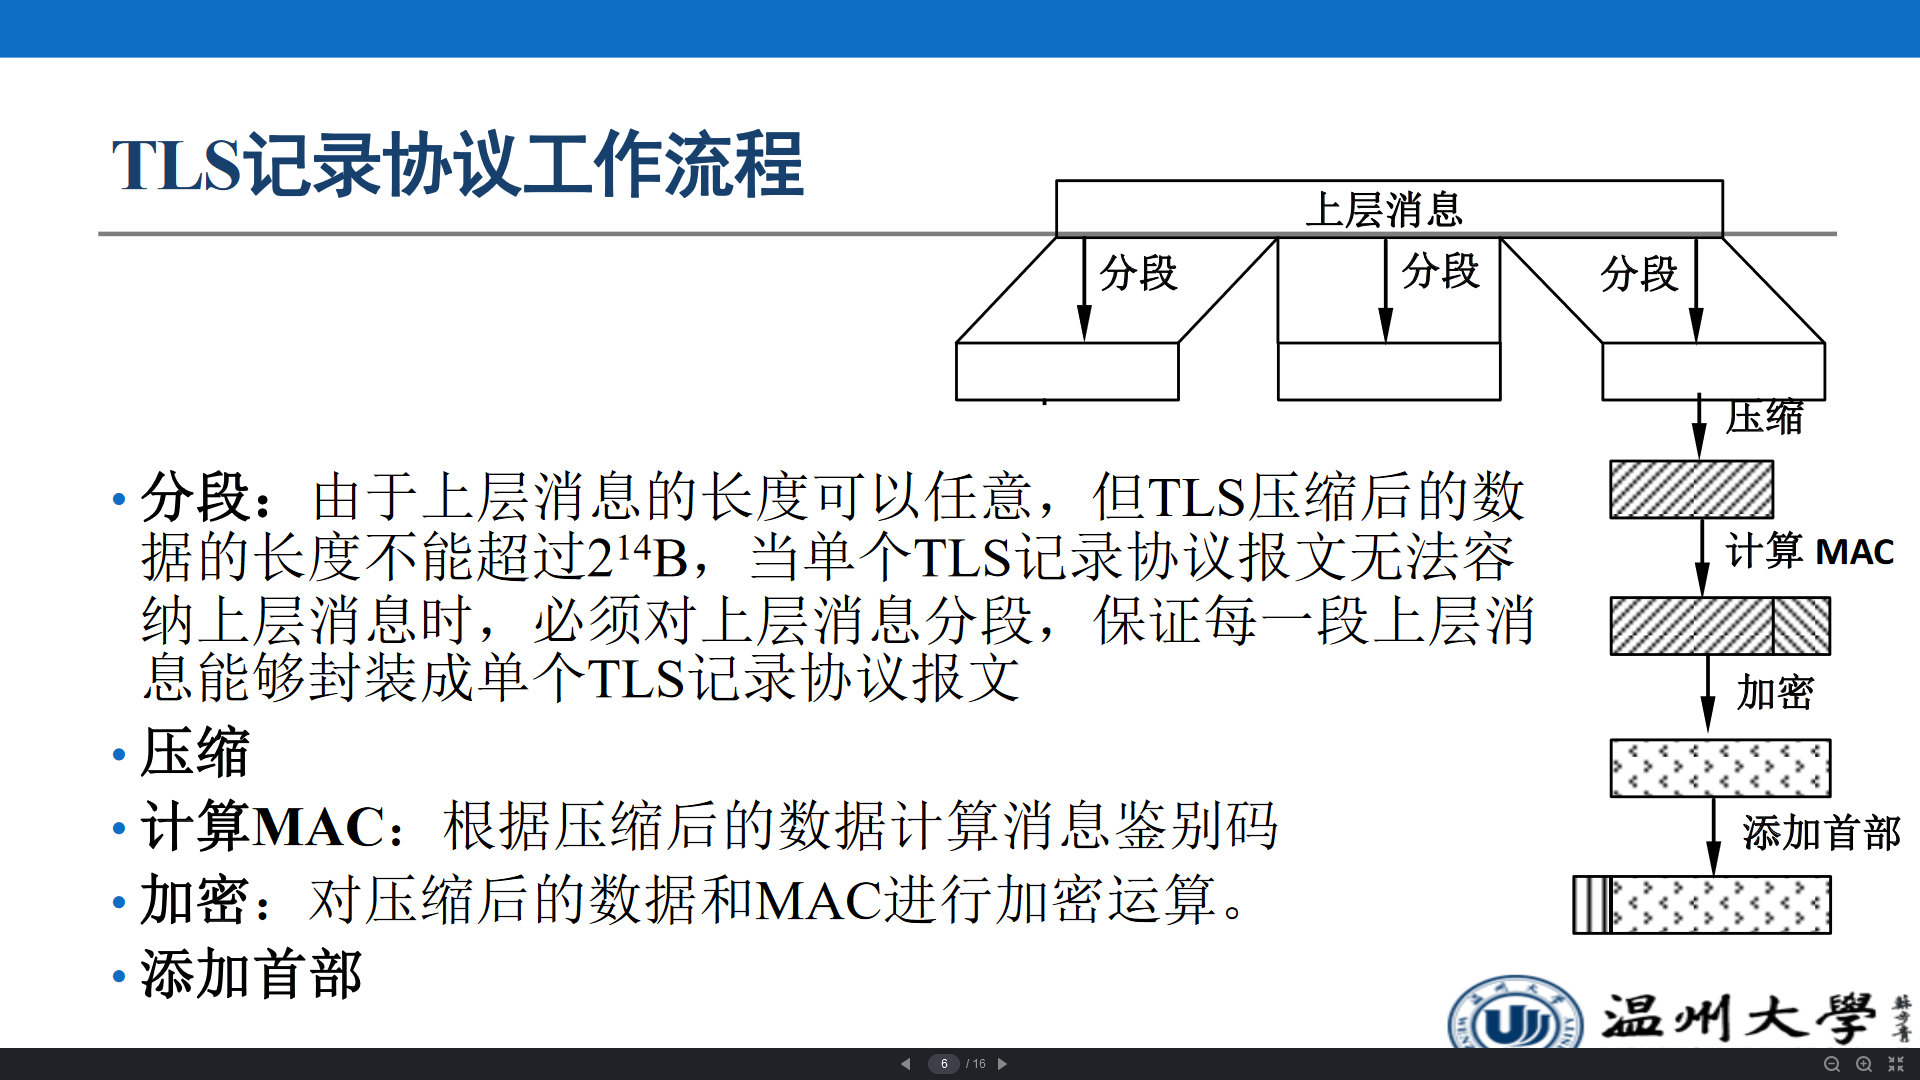 TLS记录协议工作流程
上层消息
分段
分段
分段
压缩
计算 MAC
加密
添加首部
• 分段：由于上层消息的长度可以任意，但TLS压缩后的数
据的长度不能超过2¹⁴B，当单个TLS记录协议报文无法容
纳上层消息时，必须对上层消息分段，保证每一段上层消
息能够封装成单个TLS记录协议报文
• 压缩
• 计算MAC：根据压缩后的数据计算消息鉴别码
• 加密：对压缩后的数据和MAC进行加密运算。
• 添加首部
温州大學
6 / 16